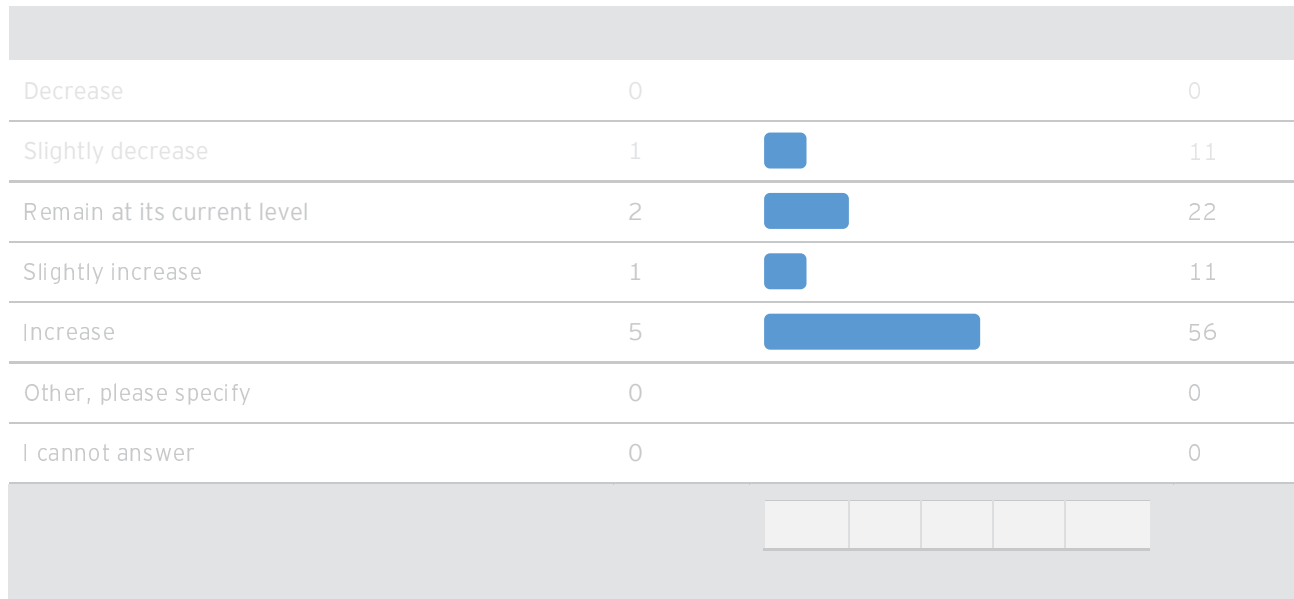 Decrease 0 0
Slightly decrease 1 11
Remain at its current level 2 22
Slightly increase 1 11
Increase 5 56
Other, please specify 0 0
I cannot answer 0 0